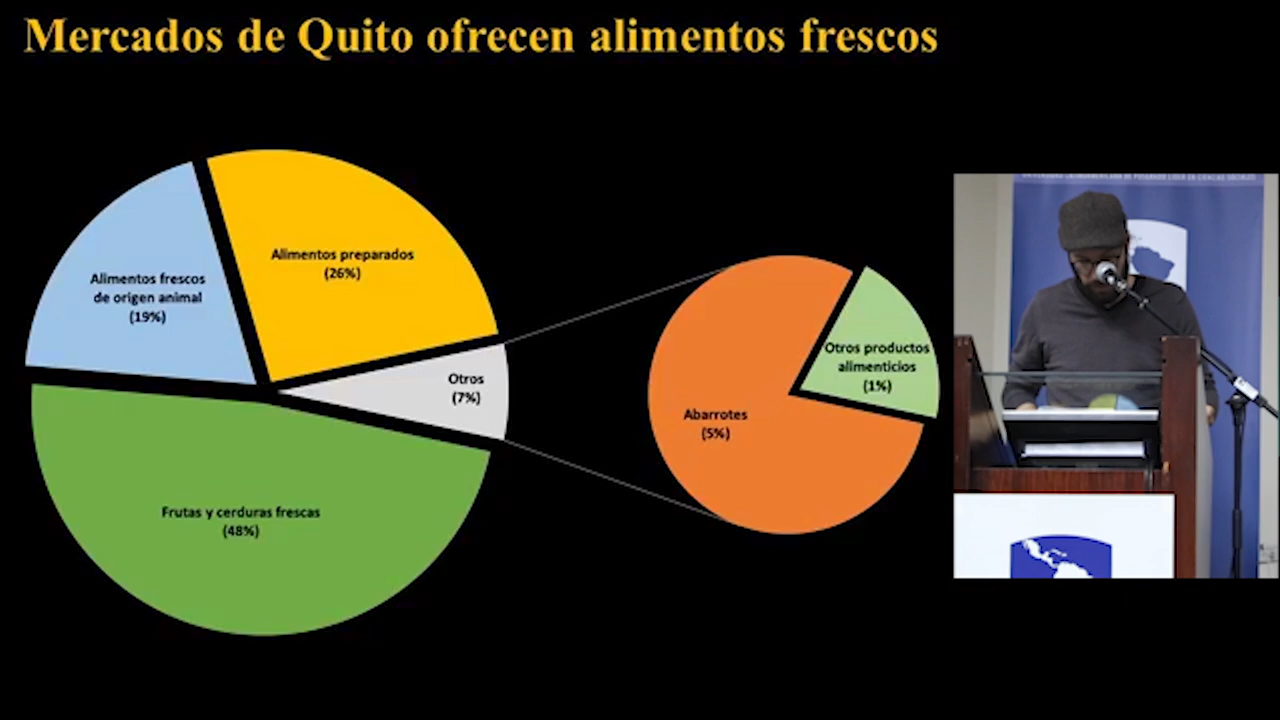 Mercados de Quito ofrecen alimentos frescos
Alimentos preparados
(26%)
Alimentos frescos
de origen animal
(19%)
Otros
(7%)
Frutas y cerduras frescas
(48%)
Otros productos
alimenticios
(1%)
Abarrotes
(5%)